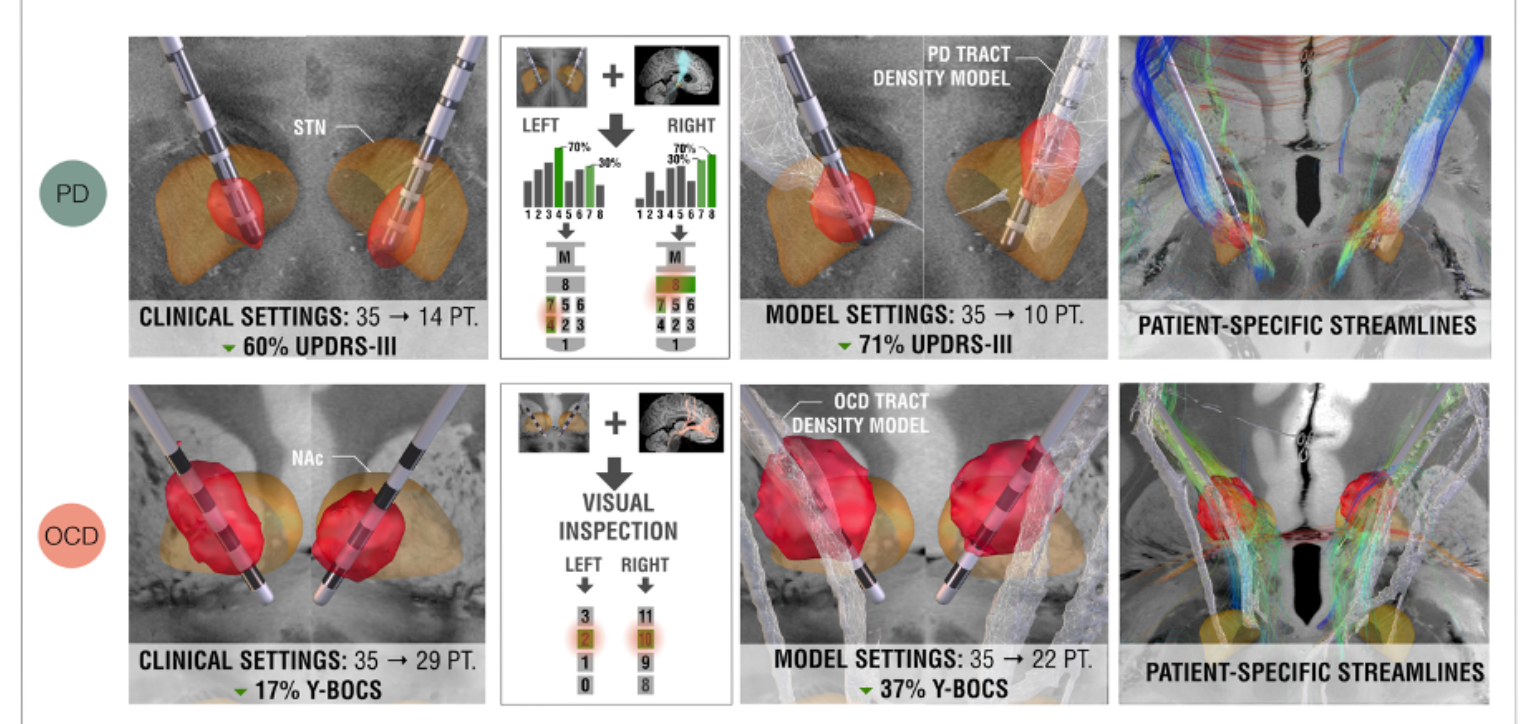 PD
STN
CLINICAL SETTINGS: 35 → 14 PT.
60% UPDRS-III
LEFT
RIGHT
70%
30%
70%
30%
1 2 3 4 5 6 7 8
1 2 3 4 5 6 7 8
M
M
8
8
7 5 6
7 5 6
4 2 3
4 2 3
1
1
PD TRACT
DENSITY MODEL
MODEL SETTINGS: 35 → 10 PT.
71% UPDRS-III
PATIENT-SPECIFIC STREAMLINES
OCD
NAc
CLINICAL SETTINGS: 35 → 29 PT.
17% Y-BOCS
VISUAL
INSPECTION
LEFT
RIGHT
3
11
2
10
1
9
0
8
OCD TRACT
DENSITY MODEL
MODEL SETTINGS: 35 → 22 PT.
37% Y-BOCS
PATIENT-SPECIFIC STREAMLINES